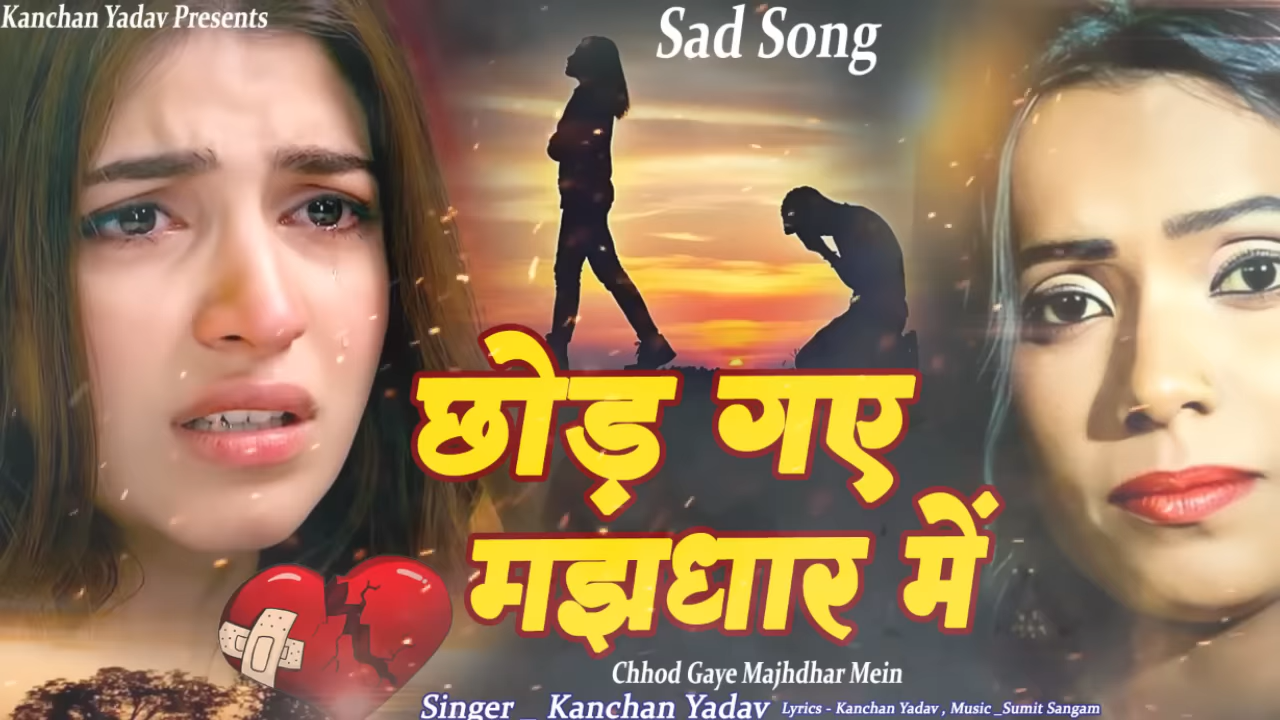 Kanchan Yadav Presents
Sad Song
छोड़ गए
मझधार में
Chhod Gaye Majhdhar Mein
Singer _ Kanchan Yadav Lyrics - Kanchan Yadav , Music _Sumit Sangam